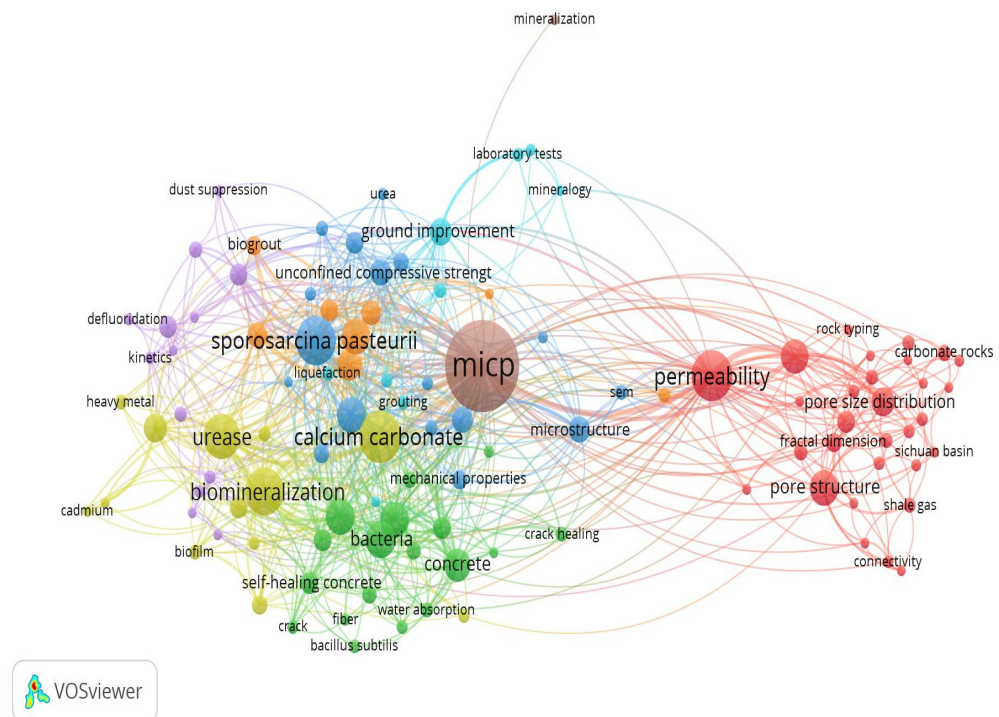 mineralization
laboratory tests
dust suppression
urea
mineralogy
ground improvement
biogrout
unconfined compressive strengt
defluoridation
rock typing
sporosarcina pasteurii
carbonate rocks
kinetics
micp
liquefaction
permeability
sem
heavy metal
grouting
pore size distribution
urease
calcium carbonate
microstructure
fractal dimension
sichuan basin
mechanical properties
biomineralization
pore structure
shale gas
cadmium
bacteria
crack healing
biofilm
concrete
connectivity
self-healing concrete
water absorption
fiber
crack
bacillus subtilis
VOSviewer